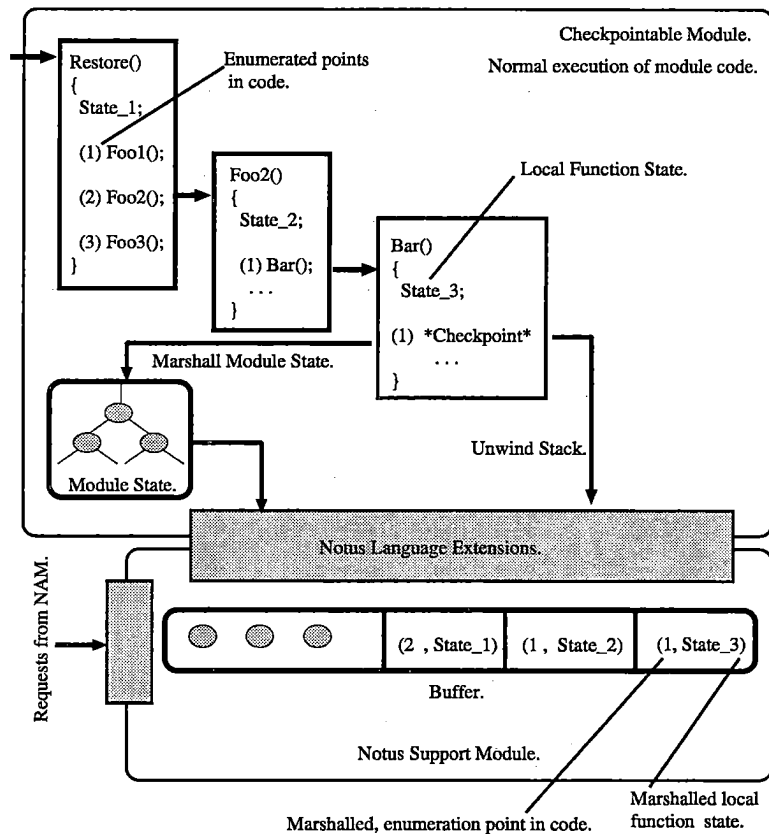 Checkpointable Module.
Normal execution of module code.
Enumerated points
in code.
Restore()
{
State_1;
(1) Foo1();
(2) Foo2();
(3) Foo3();
}
Foo2()
{
State_2;
(1) Bar();
. . .
}
Local Function State.
Bar()
{
State_3;
(1) *Checkpoint*
. . .
}
Marshall Module State.
Module State.
Unwind Stack.
Notus Language Extensions.
Requests from NAM.
(2 , State_1)
(1 , State_2)
(1, State_3)
Buffer.
Notus Support Module.
Marshalled, enumeration point in code.
Marshalled local
function state.